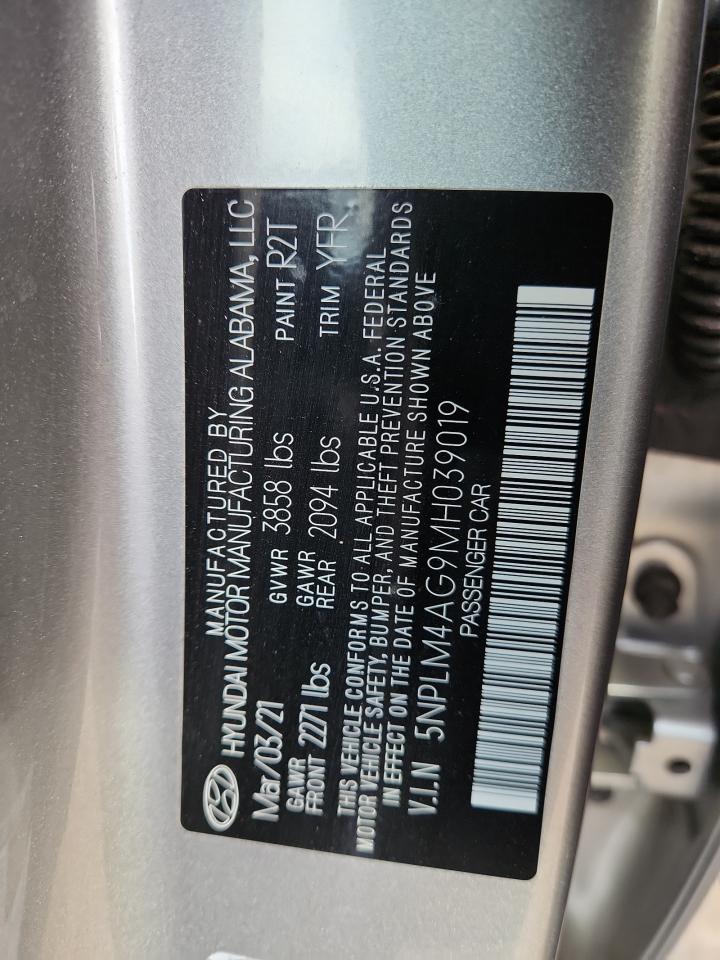 MANUFACTURED BY
HYUNDAI MOTOR MANUFACTURING ALABAMA, LLC
Mar/03/21 GVWR 3858 lbs PAINT R2T
GAWR FRONT 2271 lbs GAWR REAR 2094 lbs TRIM YFR
THIS VEHICLE CONFORMS TO ALL APPLICABLE U.S.A. FEDERAL
MOTOR VEHICLE SAFETY, BUMPER, AND THEFT PREVENTION STANDARDS
IN EFFECT ON THE DATE OF MANUFACTURE SHOWN ABOVE
V.I.N 5NPLM4AG9MH039019
PASSENGER CAR